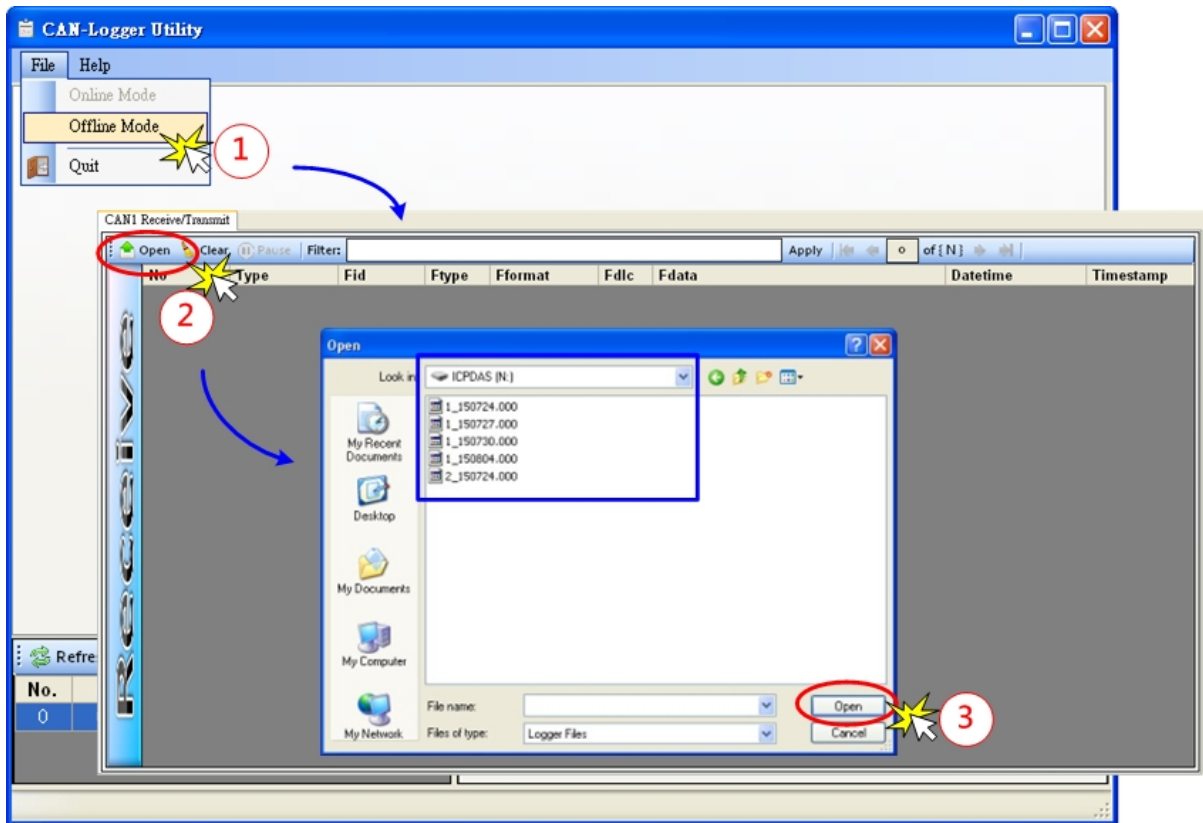 CAN-Logger Utility
File Help
Online Mode
Offline Mode
Quit
1
CAN1 Receive/Transmit
Open Clear Pause Filter: Apply 0 of {N}
No Type Fid Ftype Fformat Fdlc Fdata Datetime Timestamp
2
Receive
Open
Look in ICPDAS (N:)
1_150724.000
1_150727.000
1_150730.000
1_150804.000
2_150724.000
My Recent
Documents
Desktop
My Documents
My Computer
My Network
File name: Open
Files of type: Logger Files Cancel
3
Refre
No.
0